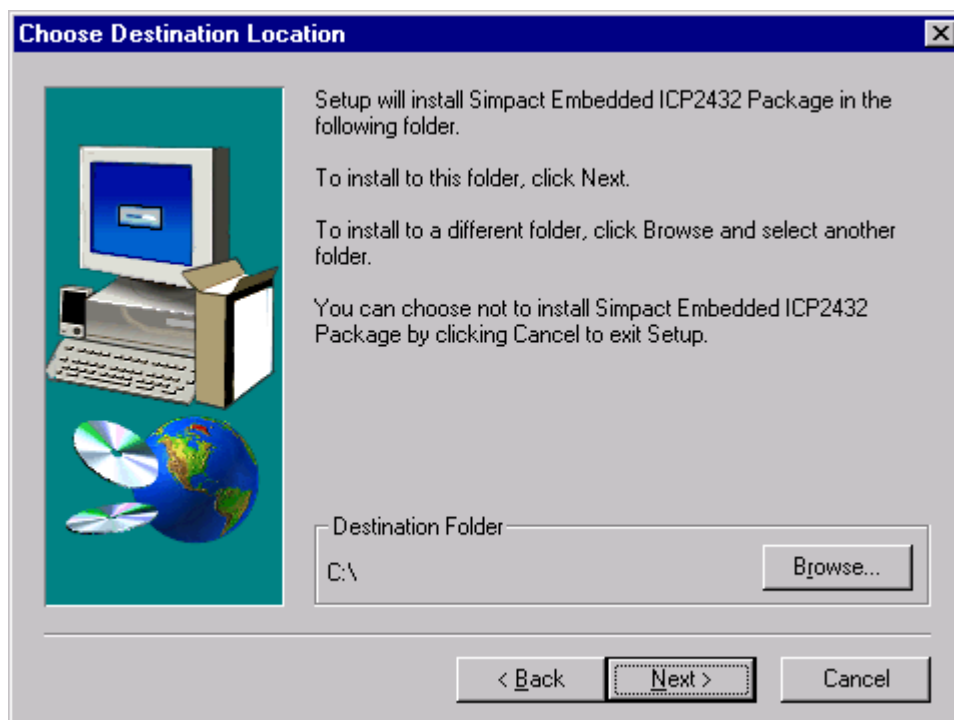 Choose Destination Location
Setup will install Simpact Embedded ICP2432 Package in the
following folder.
To install to this folder, click Next.
To install to a different folder, click Browse and select another
folder.
You can choose not to install Simpact Embedded ICP2432
Package by clicking Cancel to exit Setup.
Destination Folder
C:\
Browse...
< Back
Next >
Cancel